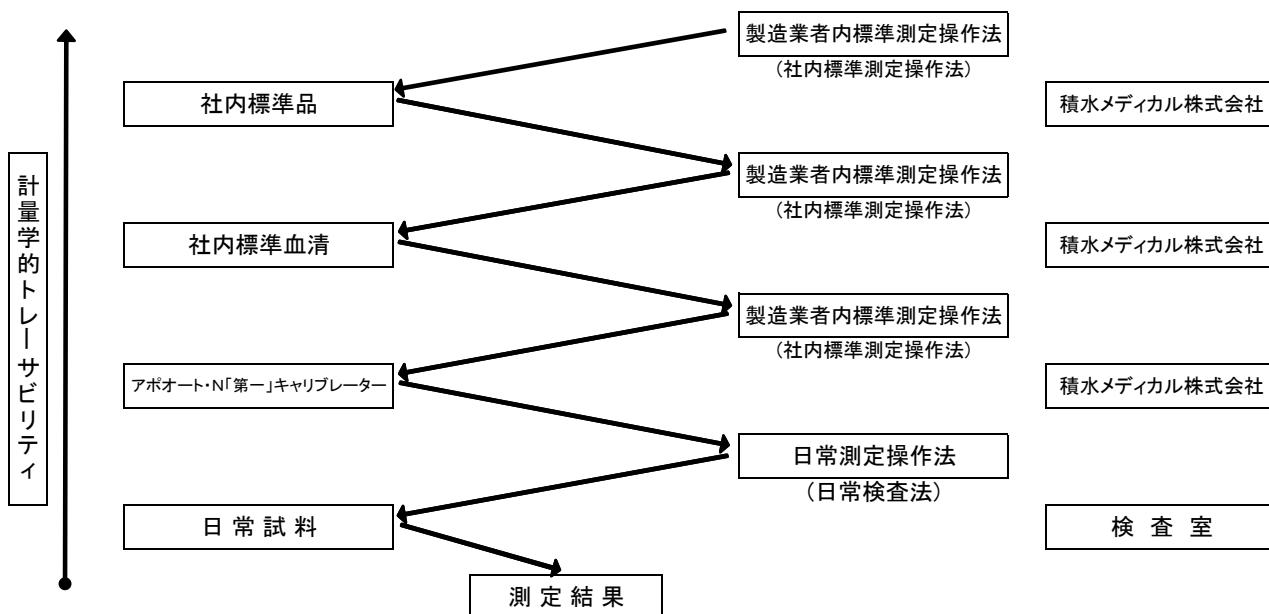 製造業者内標準測定操作法
(社内標準測定操作法)
社内標準品
積水メディカル株式会社
製造業者内標準測定操作法
(社内標準測定操作法)
社内標準血清
積水メディカル株式会社
製造業者内標準測定操作法
(社内標準測定操作法)
アポオート・N「第一」キャリブレーター
積水メディカル株式会社
日常測定操作法
(日常検査法)
日常試料
検査室
測定結果
計量学的トレーサビリティ